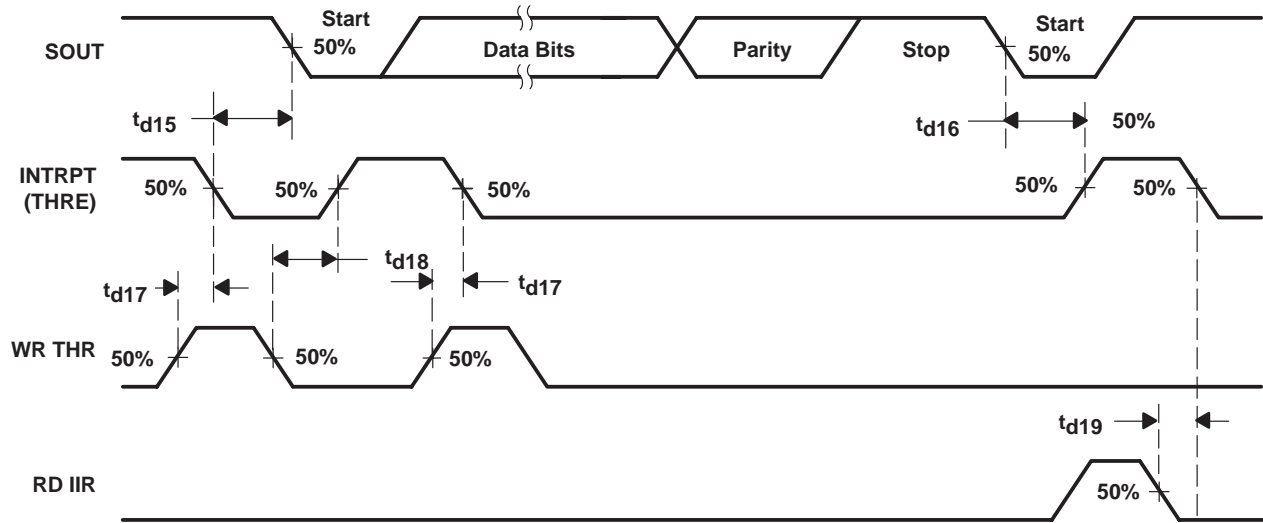 Start
Start
SOUT
50%
Data Bits
Parity
Stop
50%
td15
td16
50%
INTRPT
(THRE)
50%
50%
50%
50%
50%
td17
td18
td17
WR THR
50%
50%
50%
td19
RD IIR
50%